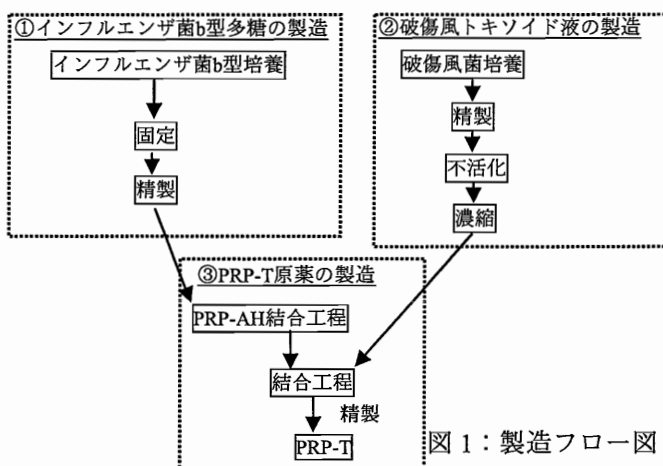 ①インフルエンザ菌b型多糖の製造
インフルエンザ菌b型培養
固定
精製
②破傷風トキソイド液の製造
破傷風菌培養
精製
不活化
濃縮
③PRP-T原薬の製造
PRP-AH結合工程
結合工程
精製
PRP-T
図1：製造フロー図